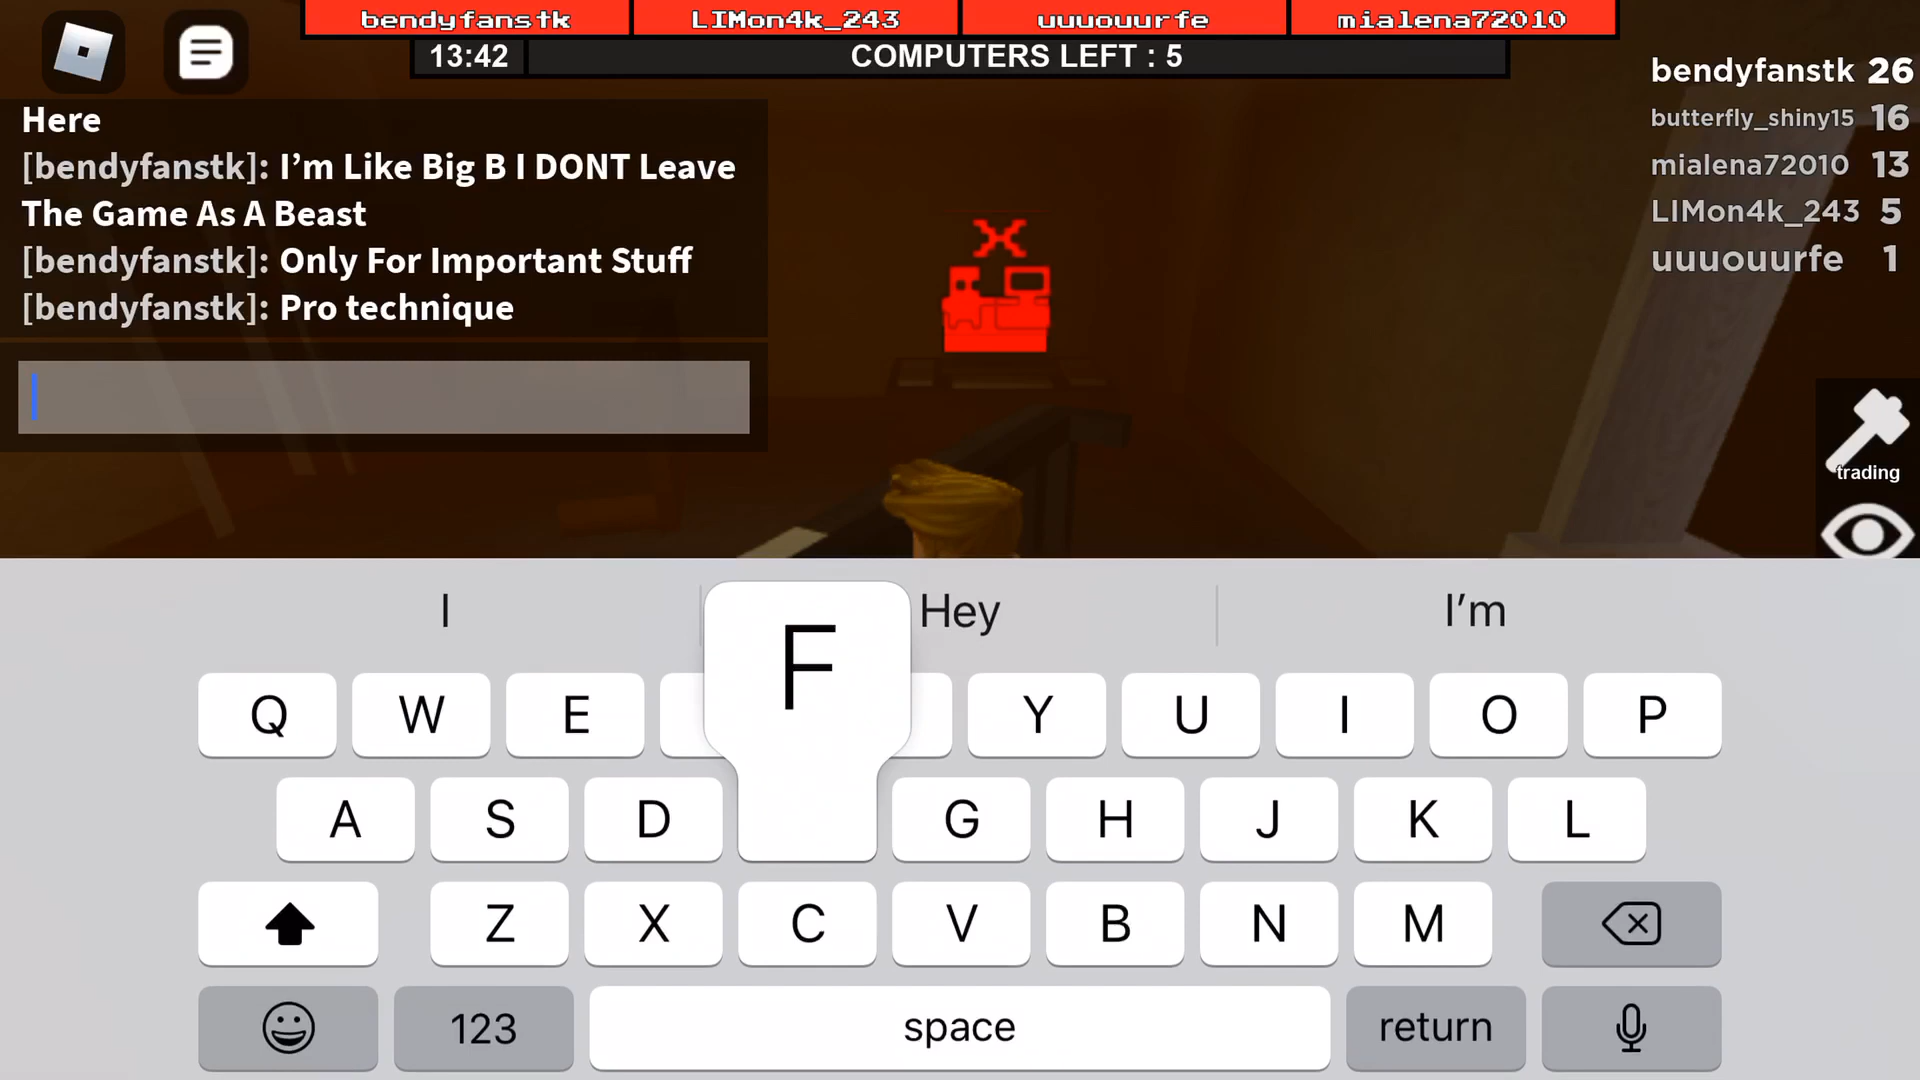 bendyfanstk LIMon4k_243 uuuouurfe mialena72010
13:42 COMPUTERS LEFT : 5
bendyfanstk 26
butterfly_shiny15 16
mialena72010 13
LIMon4k_243 5
uuuouurfe 1
Here
[bendyfanstk]: I’m Like Big B I DONT Leave
The Game As A Beast
[bendyfanstk]: Only For Important Stuff
[bendyfanstk]: Pro technique
trading
I Hey I’m
F
Q W E Y U I O P
A S D G H J K L
Z X C V B N M
123 space return